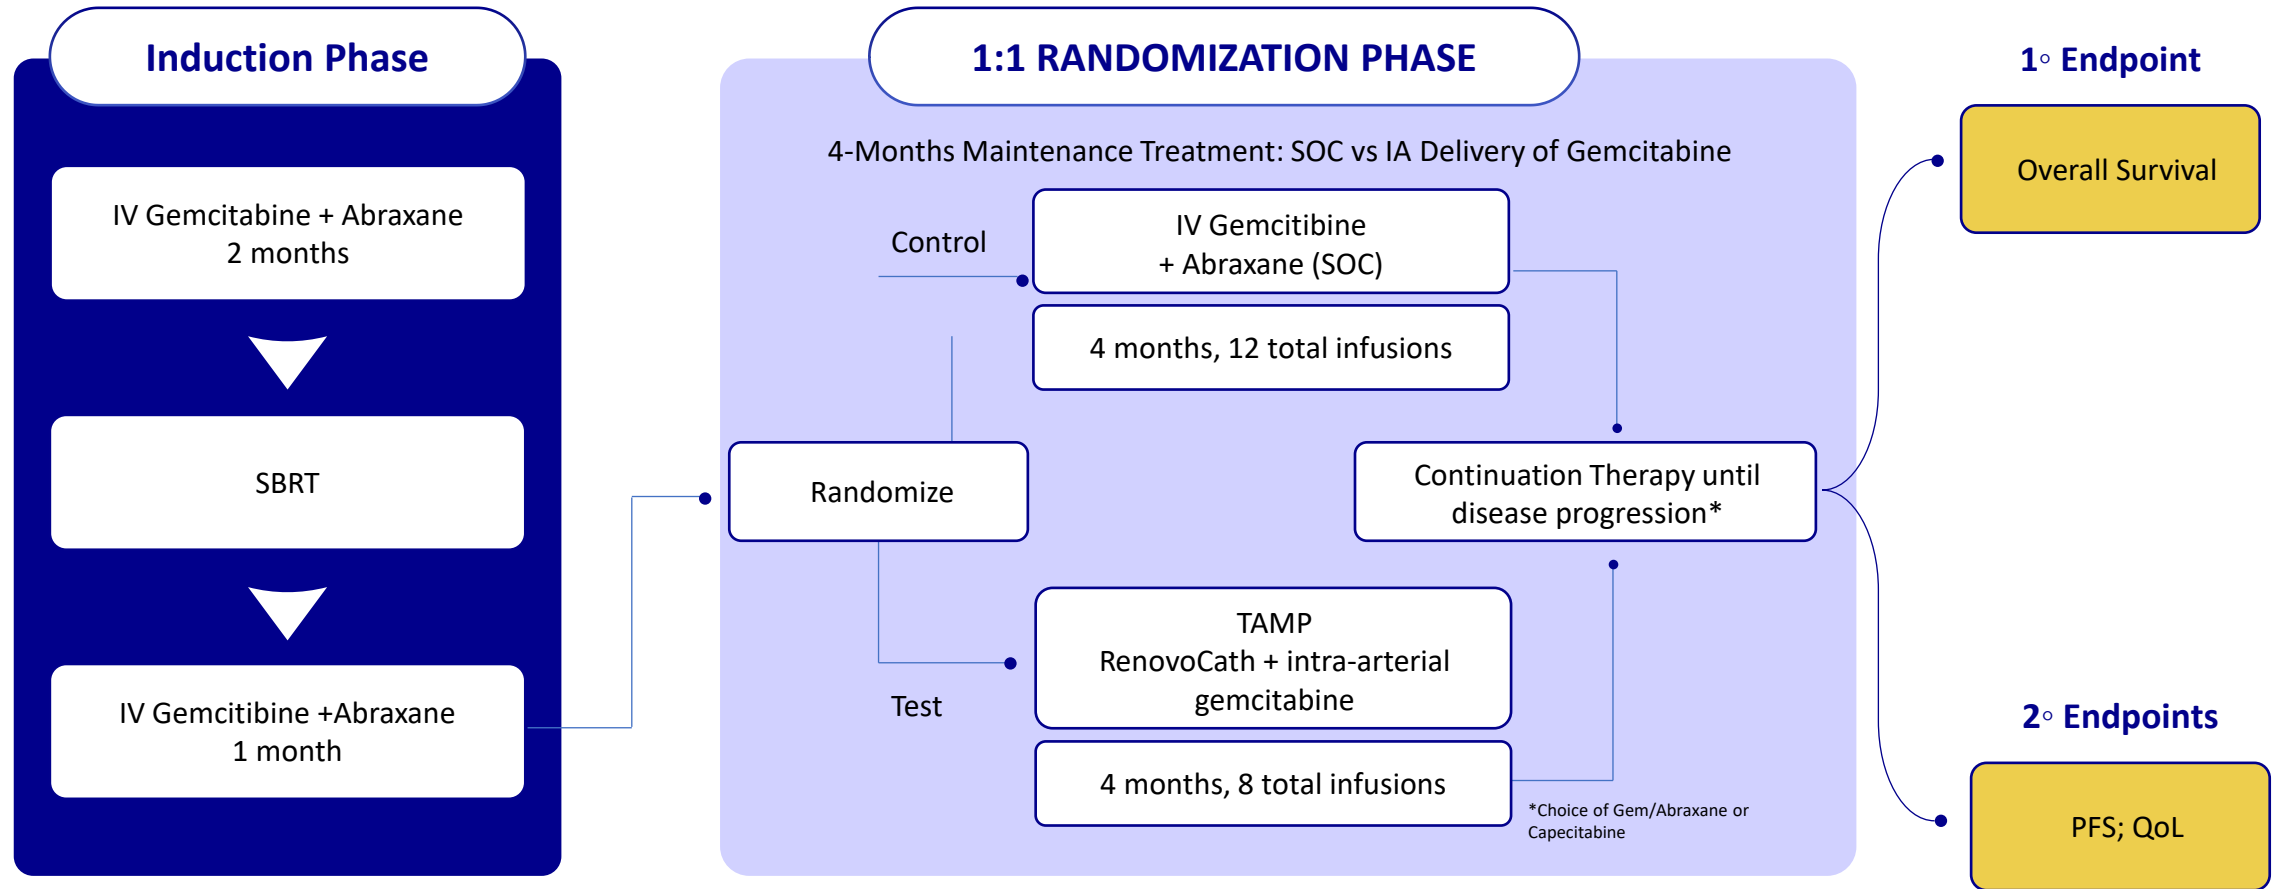 Induction Phase
IV Gemcitabine + Abraxane
2 months
SBRT
IV Gemcitibine +Abraxane
1 month
1:1 RANDOMIZATION PHASE
4-Months Maintenance Treatment: SOC vs IA Delivery of Gemcitabine
Control
IV Gemcitibine
+ Abraxane (SOC)
4 months, 12 total infusions
Randomize
Continuation Therapy until
disease progression*
TAMP
RenovoCath + intra-arterial
gemcitabine
Test
4 months, 8 total infusions
*Choice of Gem/Abraxane or
Capecitabine
1◦ Endpoint
Overall Survival
2◦ Endpoints
PFS; QoL